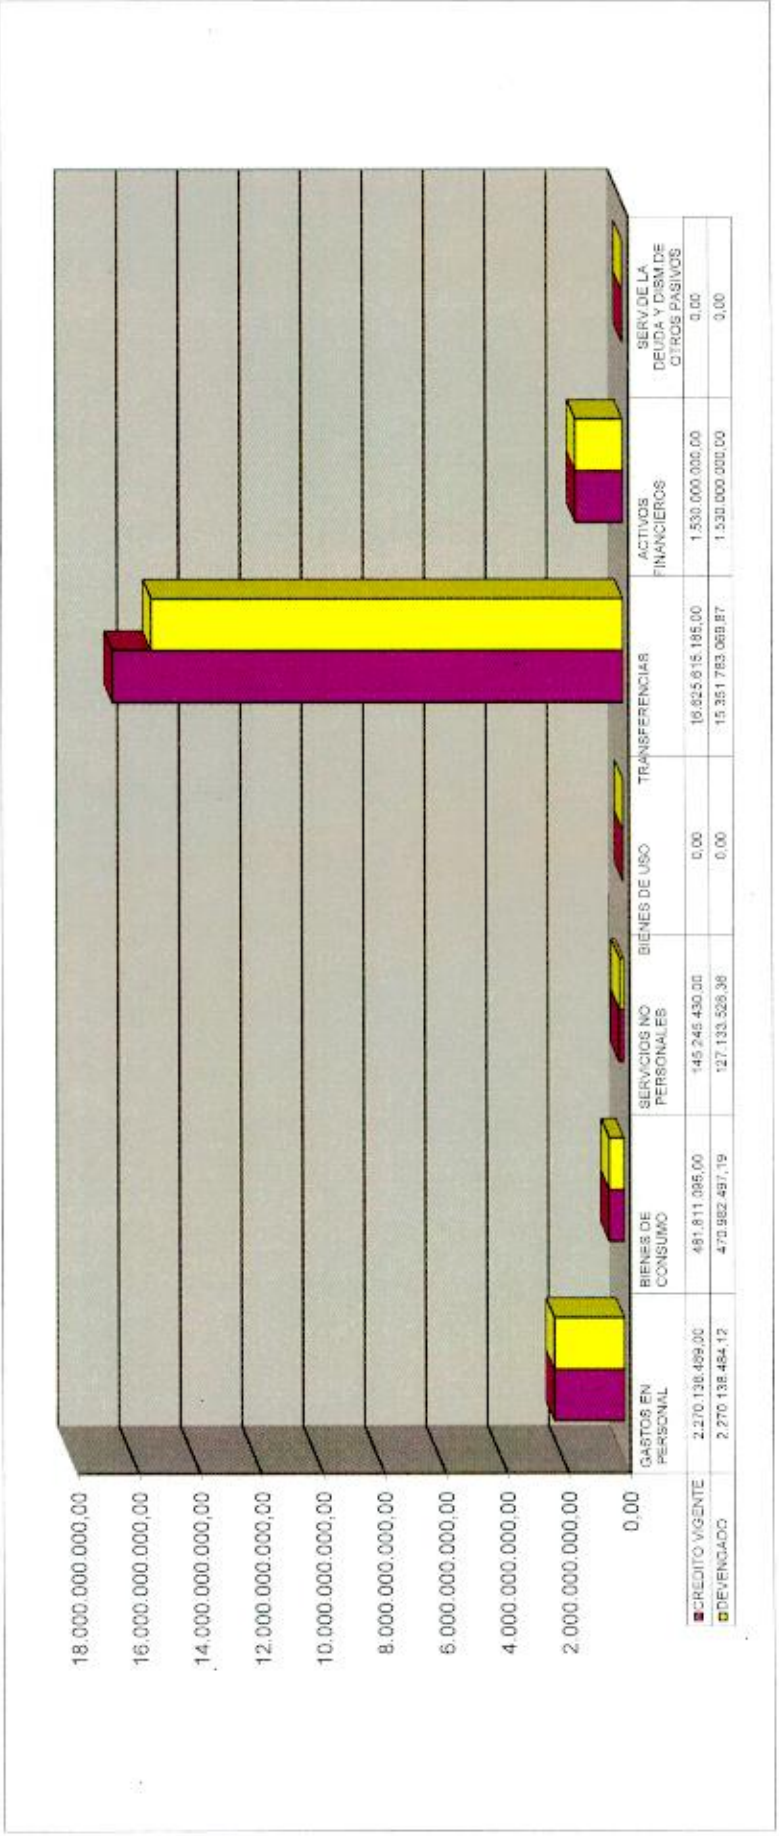 18.000.000.000,00
16.000.000.000,00
14.000.000.000,00
12.000.000.000,00
10.000.000.000,00
8.000.000.000,00
6.000.000.000,00
4.000.000.000,00
2.000.000.000,00
0,00
GASTOS EN PERSONAL
BIENES DE CONSUMO
SERVICIOS NO PERSONALES
BIENES DE USO
TRANSFERENCIAS
ACTIVOS FINANCIEROS
SERV.DE LA DEUDA Y DISM.DE OTROS PASIVOS
CREDITO VIGENTE 2.270.138.489,00 481.811.095,00 145.245.430,00 0,00 16.625.615.185,00 1.530.000.000,00 0,00
DEVENGADO 2.270.138.484,12 470.982.497,19 127.133.528,38 0,00 15.351.783.069,87 1.530.000.000,00 0,00